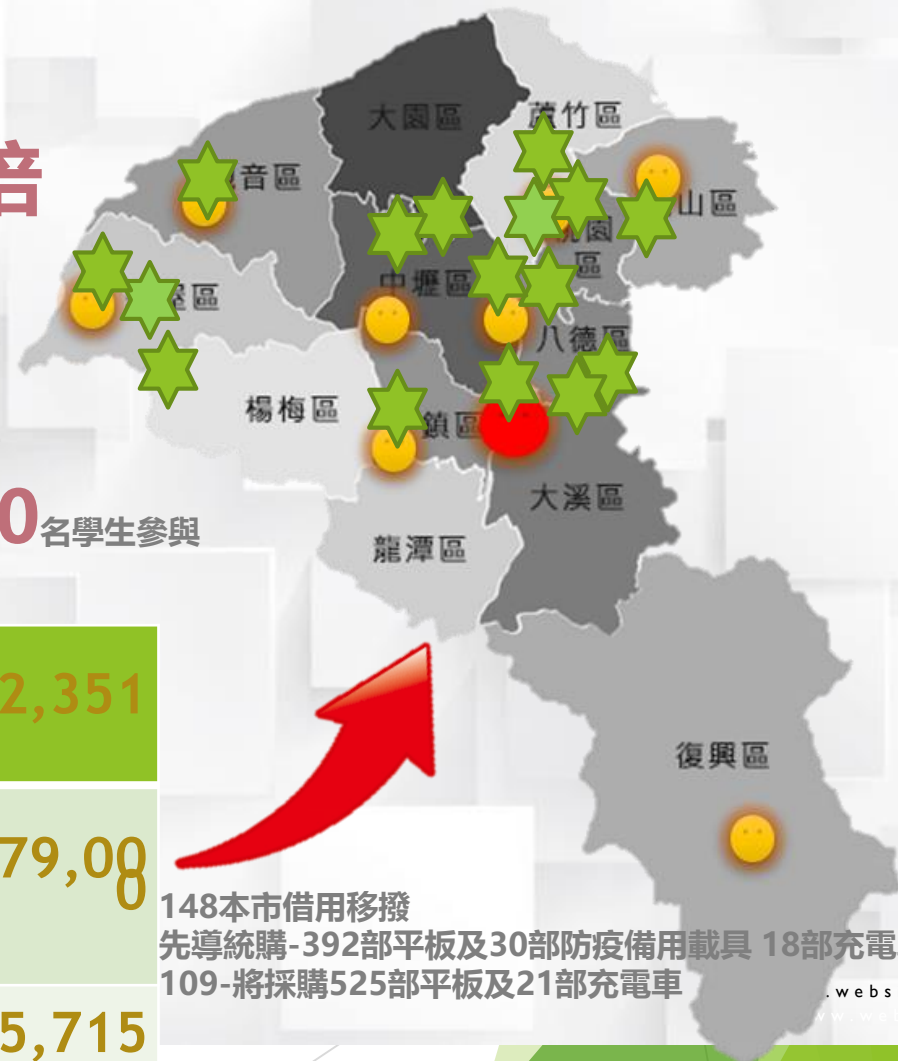 倍
大園區
蘆竹區
音區
山區
桃園
區
屋區
中壢區
八德區
楊梅區
鎮區
大溪區
龍潭區
0名學生參與
2,351
復興區
79,00
0
148本市借用移撥
先導統購-392部平板及30部防疫備用載具 18部充電
109-將採購525部平板及21部充電車
.webs
5,715